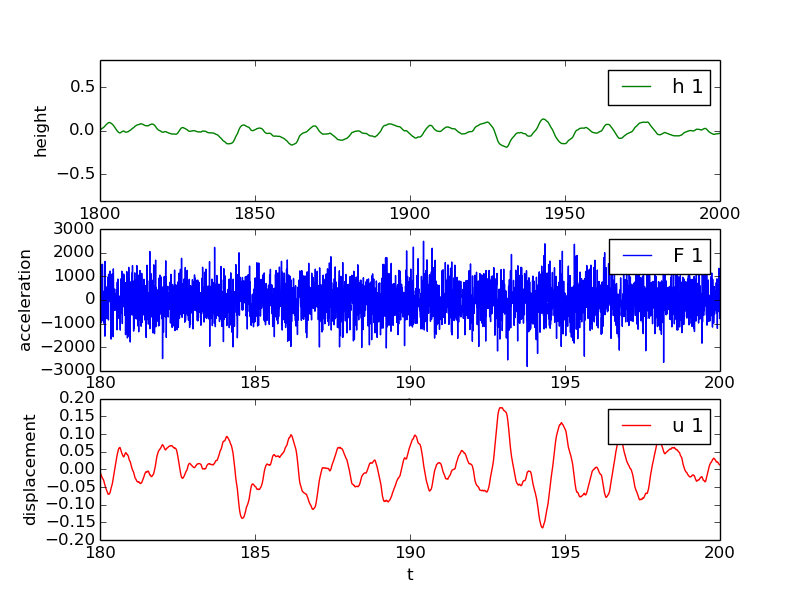 h 1
0.5
0.0
−0.5
height
1800 1850 1900 1950 2000
3000
2000
1000
0
−1000
−2000
−3000
acceleration
F 1
180 185 190 195 200
0.20
0.15
0.10
0.05
0.00
−0.05
−0.10
−0.15
−0.20
displacement
u 1
180 185 190 195 200
t